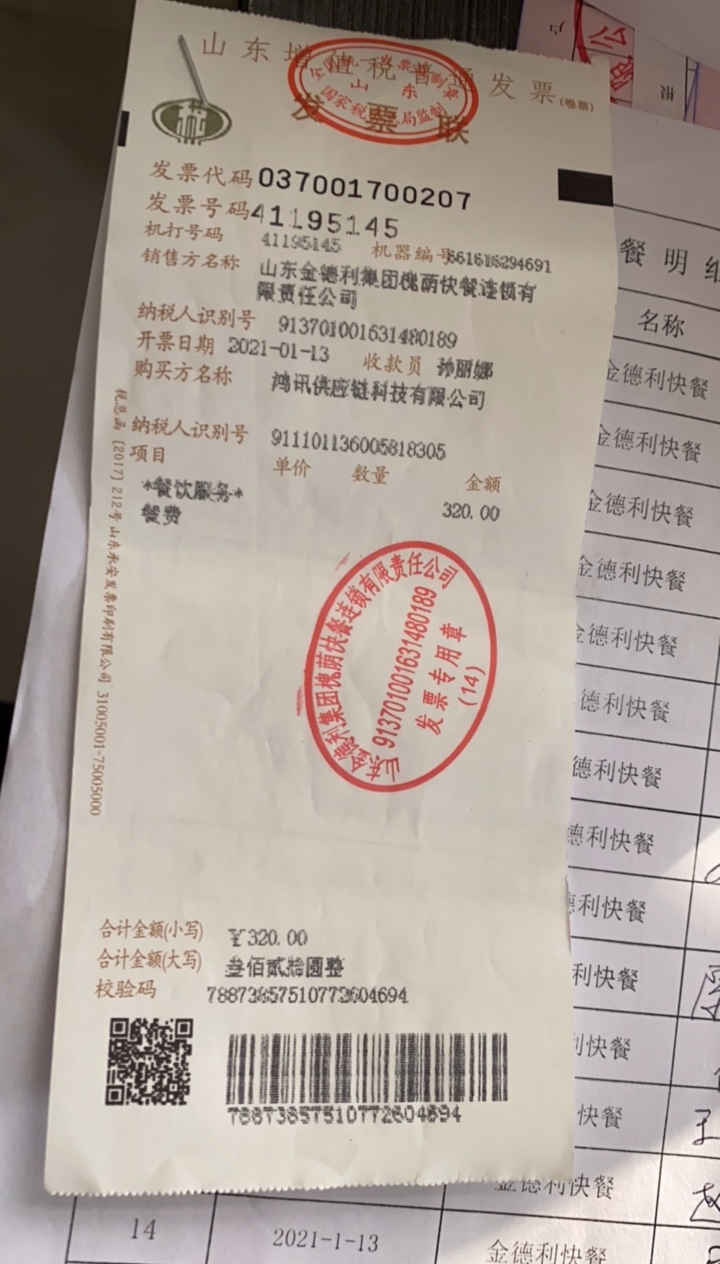 山东增值税普通发票(卷票)
全国统一发票监制章
山东
国家税务总局监制
发票联
发票代码 037001700207
发票号码 41195145
机打号码 41195145 机器编号 661616294691
销售方名称 山东金德利集团槐荫快餐连锁有
限责任公司
纳税人识别号 913701001631480189
开票日期 2021-01-13 收款员 孙丽娜
购买方名称 鸿讯供应链科技有限公司
纳税人识别号 911101136005818305
项目 单价 数量 金额
*餐饮服务*
餐费 320.00
税总函〔2017〕212号山东承安发票印刷有限公司 31005001-75005000
山东金德利集团槐荫快餐连锁有限责任公司
913701001631480189
发票专用章
(14)
合计金额(小写) ¥320.00
合计金额(大写) 叁佰贰拾圆整
校验码 78873857510772604694
78873857510772604694
餐明细
名称
金德利快餐
金德利快餐
金德利快餐
金德利快餐
金德利快餐
金德利快餐
德利快餐
德利快餐
德利快餐
利快餐
利快餐
快餐
金德利快餐
14 2021-1-13 金德利快餐